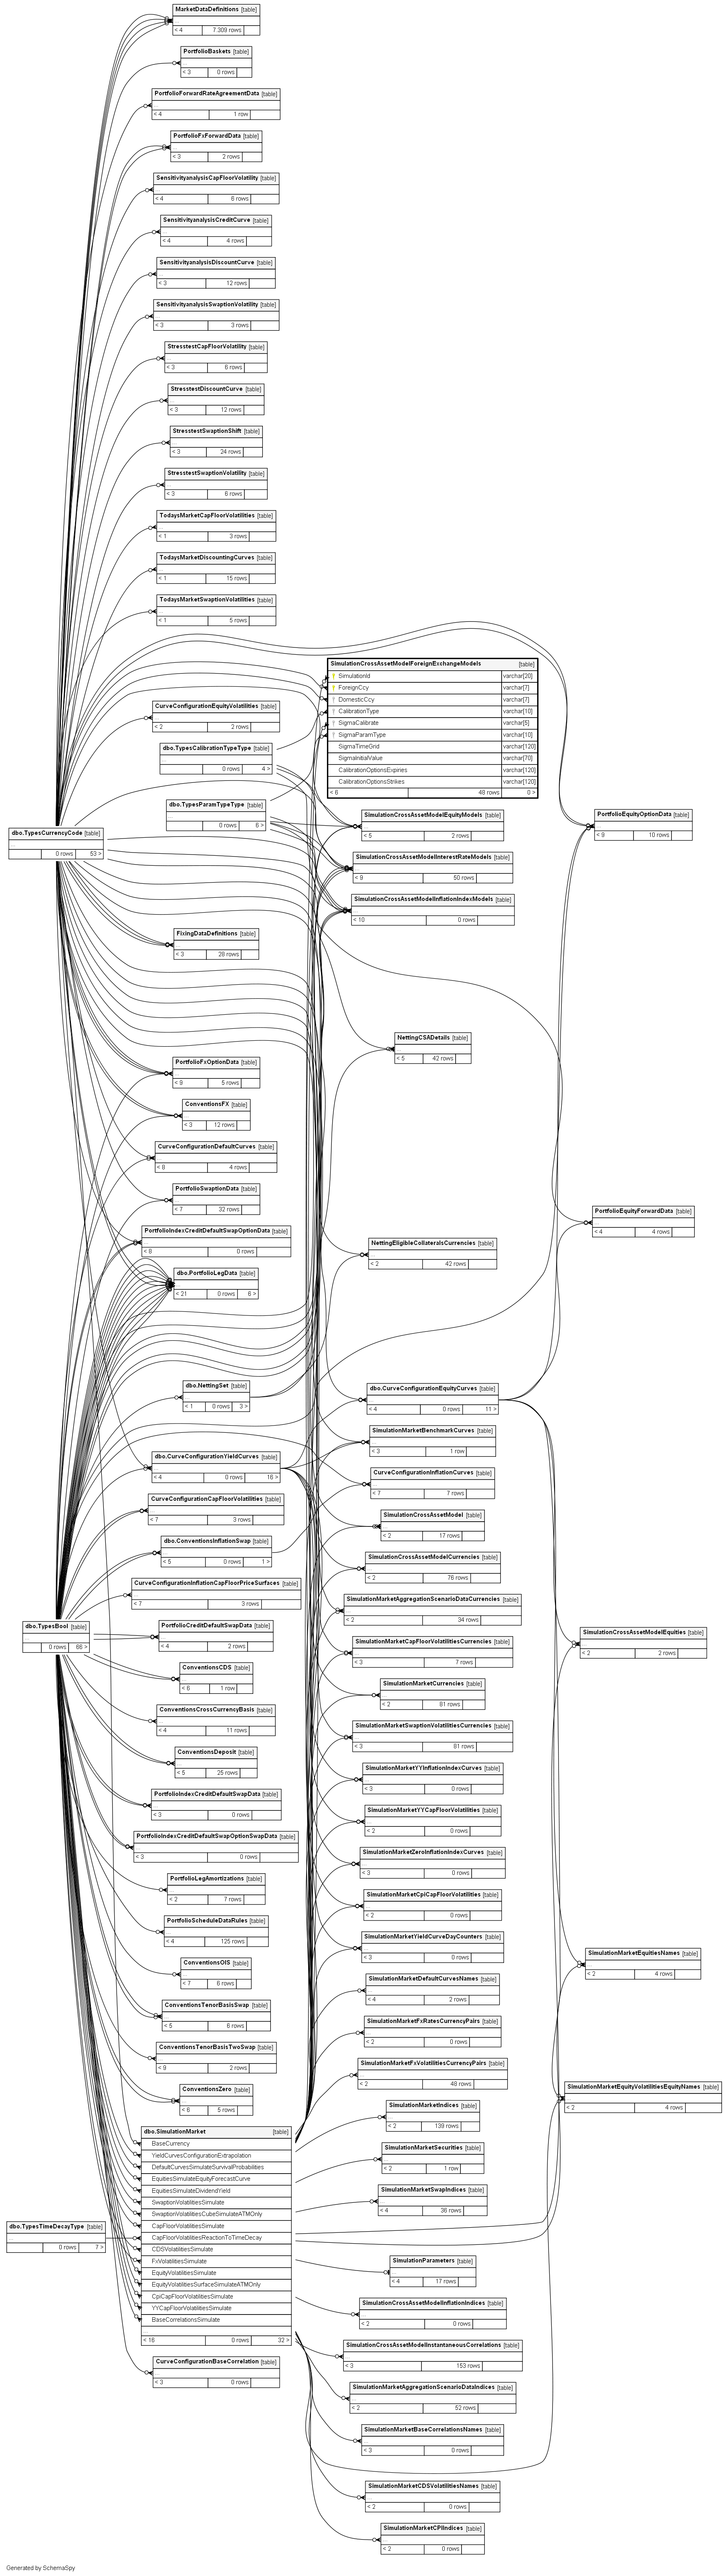 MarketDataDefinitions [table]
...
< 4 7.309 rows
PortfolioBaskets [table]
...
< 3 0 rows
PortfolioForwardRateAgreementData [table]
...
< 4 1 row
PortfolioFxForwardData [table]
...
< 3 2 rows
SensitivityanalysisCapFloorVolatility [table]
...
< 4 6 rows
SensitivityanalysisCreditCurve [table]
...
< 4 4 rows
SensitivityanalysisDiscountCurve [table]
...
< 3 12 rows
SensitivityanalysisSwaptionVolatility [table]
...
< 3 3 rows
StresstestCapFloorVolatility [table]
...
< 3 6 rows
StresstestDiscountCurve [table]
...
< 3 12 rows
StresstestSwaptionShift [table]
...
< 3 24 rows
StresstestSwaptionVolatility [table]
...
< 3 6 rows
TodaysMarketCapFloorVolatilities [table]
...
< 1 3 rows
TodaysMarketDiscountingCurves [table]
...
< 1 15 rows
TodaysMarketSwaptionVolatilities [table]
...
< 1 5 rows
SimulationCrossAssetModelForeignExchangeModels [table]
SimulationId varchar[20]
ForeignCcy varchar[7]
DomesticCcy varchar[7]
CalibrationType varchar[10]
SigmaCalibrate varchar[5]
SigmaParamType varchar[10]
SigmaTimeGrid varchar[120]
SigmaInitialValue varchar[70]
CalibrationOptionsExpiries varchar[120]
CalibrationOptionsStrikes varchar[120]
< 6 48 rows 0 >
CurveConfigurationEquityVolatilities [table]
...
< 2 2 rows
dbo.TypesCalibrationTypeType [table]
...
0 rows 4 >
dbo.TypesParamTypeType [table]
...
0 rows 6 >
dbo.TypesCurrencyCode [table]
...
0 rows 53 >
SimulationCrossAssetModelEquityModels [table]
...
< 5 2 rows
PortfolioEquityOptionData [table]
...
< 9 10 rows
SimulationCrossAssetModelInterestRateModels [table]
...
< 9 50 rows
SimulationCrossAssetModelInflationIndexModels [table]
...
< 10 0 rows
FixingDataDefinitions [table]
...
< 3 28 rows
NettingCSADetails [table]
...
< 5 42 rows
PortfolioFxOptionData [table]
...
< 9 5 rows
ConventionsFX [table]
...
< 3 12 rows
CurveConfigurationDefaultCurves [table]
...
< 8 4 rows
PortfolioSwaptionData [table]
...
< 7 32 rows
PortfolioEquityForwardData [table]
...
< 4 4 rows
PortfolioIndexCreditDefaultSwapOptionData [table]
...
< 8 0 rows
NettingEligibleCollateralsCurrencies [table]
...
< 2 42 rows
dbo.PortfolioLegData [table]
...
< 21 0 rows 6 >
dbo.NettingSet [table]
...
< 1 0 rows 3 >
dbo.CurveConfigurationEquityCurves [table]
...
< 4 0 rows 11 >
SimulationMarketBenchmarkCurves [table]
...
< 3 1 row
dbo.CurveConfigurationYieldCurves [table]
...
< 4 0 rows 16 >
CurveConfigurationInflationCurves [table]
...
< 7 7 rows
CurveConfigurationCapFloorVolatilities [table]
...
< 7 3 rows
SimulationCrossAssetModel [table]
...
< 2 17 rows
dbo.ConventionsInflationSwap [table]
...
< 5 0 rows 1 >
SimulationCrossAssetModelCurrencies [table]
...
< 2 76 rows
CurveConfigurationInflationCapFloorPriceSurfaces [table]
...
< 7 3 rows
SimulationMarketAggregationScenarioDataCurrencies [table]
...
< 2 34 rows
dbo.TypesBool [table]
...
0 rows 88 >
PortfolioCreditDefaultSwapData [table]
...
< 4 2 rows
SimulationCrossAssetModelEquities [table]
...
< 2 2 rows
SimulationMarketCapFloorVolatilitiesCurrencies [table]
...
< 3 7 rows
ConventionsCDS [table]
...
< 6 1 row
SimulationMarketCurrencies [table]
...
< 2 81 rows
ConventionsCrossCurrencyBasis [table]
...
< 4 11 rows
SimulationMarketSwaptionVolatilitiesCurrencies [table]
...
< 3 81 rows
ConventionsDeposit [table]
...
< 5 25 rows
SimulationMarketYYInflationIndexCurves [table]
...
< 3 0 rows
PortfolioIndexCreditDefaultSwapData [table]
...
< 3 0 rows
SimulationMarketYYCapFloorVolatilities [table]
...
< 2 0 rows
PortfolioIndexCreditDefaultSwapOptionSwapData [table]
...
< 3 0 rows
SimulationMarketZeroInflationIndexCurves [table]
...
< 3 0 rows
PortfolioLegAmortizations [table]
...
< 2 7 rows
SimulationMarketCpiCapFloorVolatilities [table]
...
< 2 0 rows
PortfolioScheduleDataRules [table]
...
< 4 125 rows
SimulationMarketYieldCurveDayCounters [table]
...
< 3 0 rows
SimulationMarketEquitiesNames [table]
...
< 2 4 rows
ConventionsOIS [table]
...
< 7 6 rows
SimulationMarketDefaultCurvesNames [table]
...
< 4 2 rows
ConventionsTenorBasisSwap [table]
...
< 5 6 rows
SimulationMarketFxRatesCurrencyPairs [table]
...
< 2 0 rows
ConventionsTenorBasisTwoSwap [table]
...
< 9 2 rows
SimulationMarketFxVolatilitiesCurrencyPairs [table]
...
< 2 48 rows
ConventionsZero [table]
...
< 6 5 rows
SimulationMarketEquityVolatilitiesEquityNames [table]
...
< 2 4 rows
SimulationMarketIndices [table]
...
< 2 139 rows
dbo.SimulationMarket [table]
BaseCurrency
YieldCurvesConfigurationExtrapolation
DefaultCurvesSimulateSurvivalProbabilities
EquitiesSimulateEquityForecastCurve
EquitiesSimulateDividendYield
SwaptionVolatilitiesSimulate
SwaptionVolatilitiesCubeSimulateATMOnly
CapFloorVolatilitiesSimulate
CapFloorVolatilitiesReactionToTimeDecay
CDSVolatilitiesSimulate
FxVolatilitiesSimulate
EquityVolatilitiesSimulate
EquityVolatilitiesSurfaceSimulateATMOnly
CpiCapFloorVolatilitiesSimulate
YYCapFloorVolatilitiesSimulate
BaseCorrelationsSimulate
...
< 16 0 rows 32 >
SimulationMarketSecurities [table]
...
< 2 1 row
SimulationMarketSwapIndices [table]
...
< 4 36 rows
dbo.TypesTimeDecayType [table]
...
0 rows 7 >
SimulationParameters [table]
...
< 4 17 rows
SimulationCrossAssetModelInflationIndices [table]
...
< 2 0 rows
SimulationCrossAssetModelInstantaneousCorrelations [table]
...
< 3 153 rows
CurveConfigurationBaseCorrelation [table]
...
< 3 0 rows
SimulationMarketAggregationScenarioDataIndices [table]
...
< 2 52 rows
SimulationMarketBaseCorrelationsNames [table]
...
< 3 0 rows
SimulationMarketCDSVolatilitiesNames [table]
...
< 2 0 rows
SimulationMarketCPIIndices [table]
...
< 2 0 rows
Generated by SchemaSpy